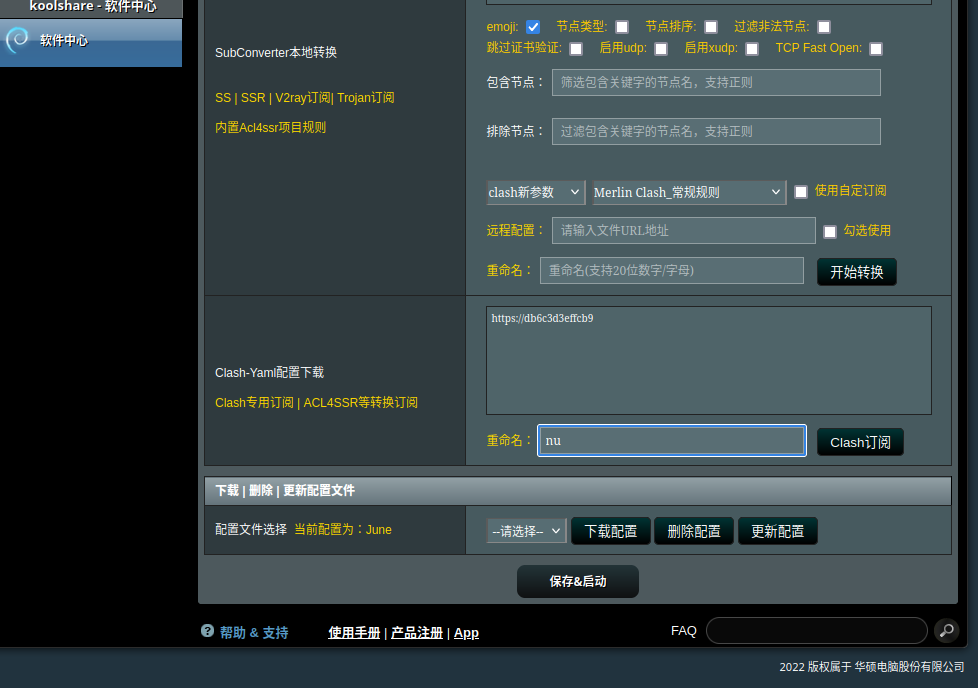 koolshare - 软件中心
软件中心
emoji: 节点类型: 节点排序: 过滤非法节点:
跳过证书验证: 启用udp: 启用xudp: TCP Fast Open:
SubConverter本地转换
SS | SSR | V2ray订阅| Trojan订阅
内置Acl4ssr项目规则
包含节点： 筛选包含关键字的节点名，支持正则
排除节点： 过滤包含关键字的节点名，支持正则
clash新参数 Merlin Clash_常规规则 使用自定订阅
远程配置： 请输入文件URL地址 勾选使用
重命名： 重命名(支持20位数字/字母) 开始转换
https://db6c3d3effcb9
Clash-Yaml配置下载
Clash专用订阅 | ACL4SSR等转换订阅
重命名： nu Clash订阅
下载 | 删除 | 更新配置文件
配置文件选择 当前配置为：June --请选择-- 下载配置 删除配置 更新配置
保存&启动
帮助 & 支持 使用手册 | 产品注册 | App FAQ
2022 版权属于 华硕电脑股份有限公司